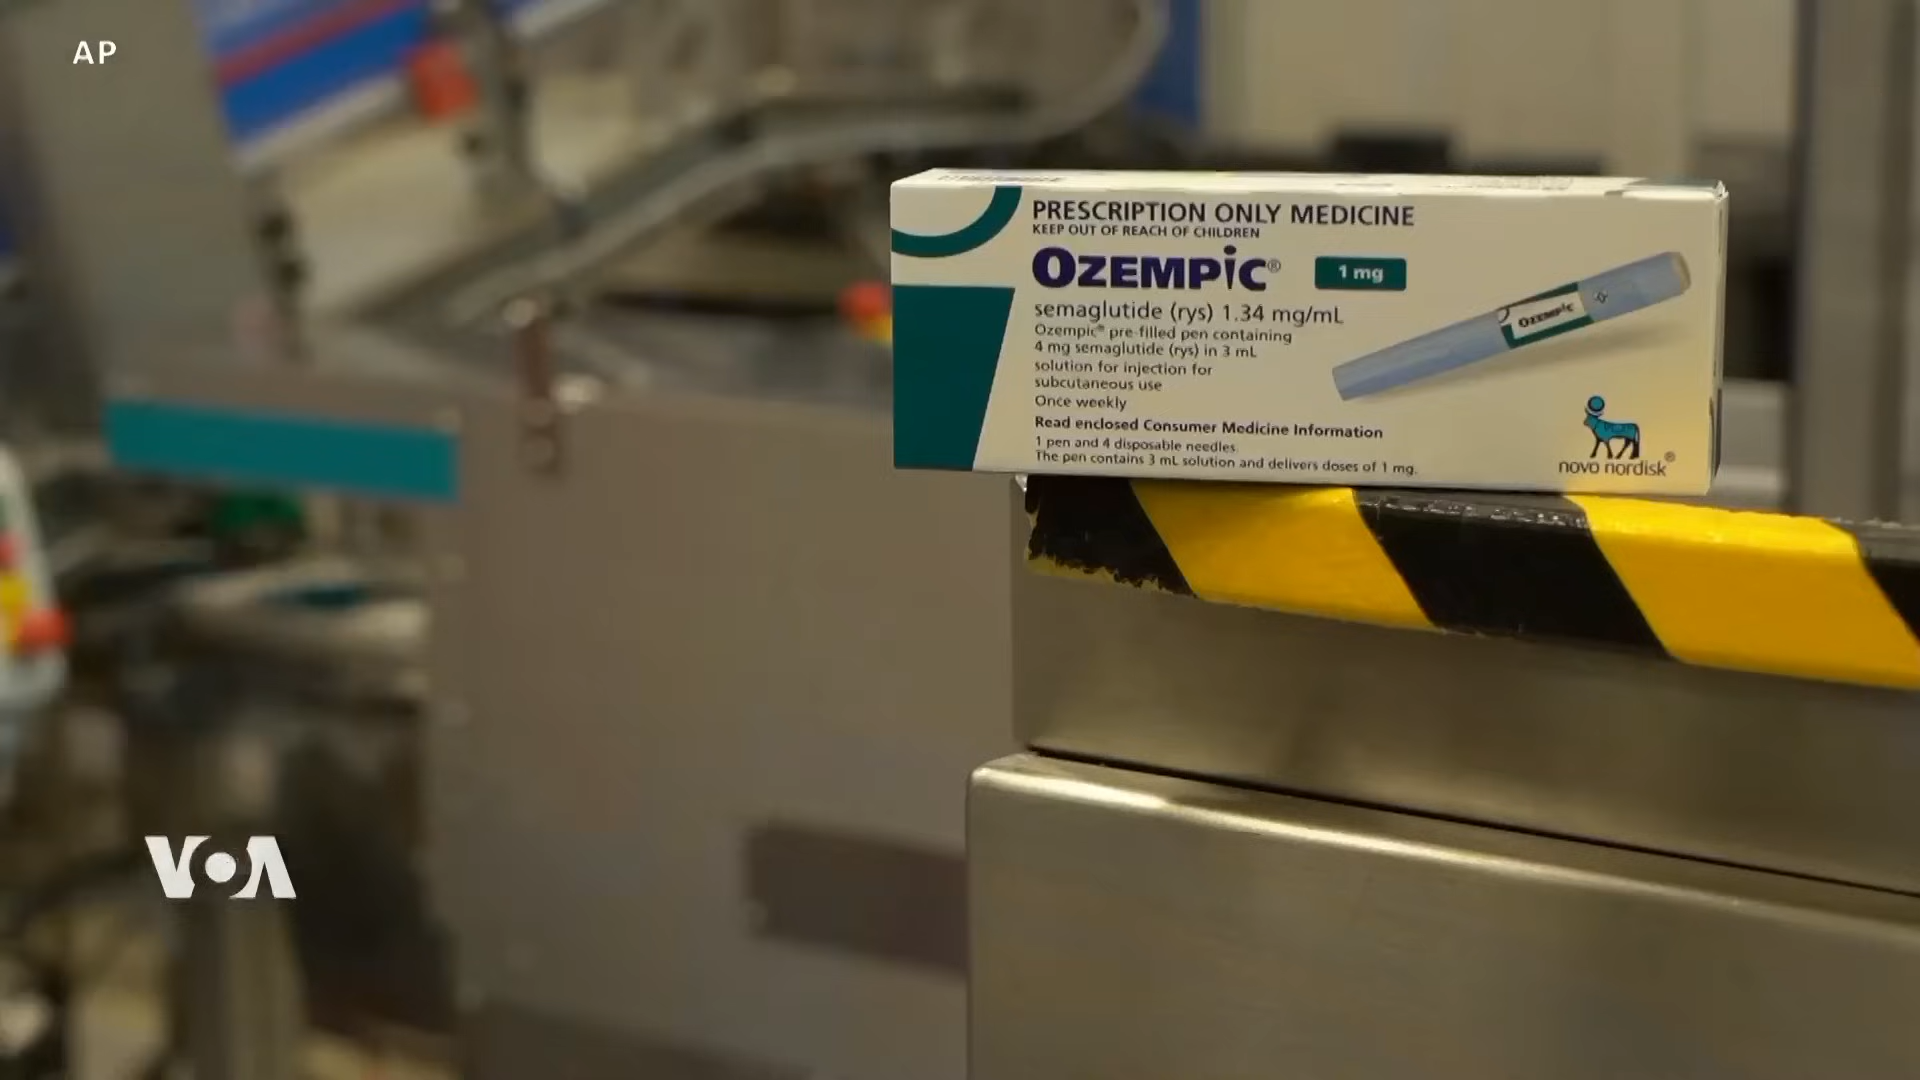 AP
PRESCRIPTION ONLY MEDICINE
KEEP OUT OF REACH OF CHILDREN
OZEMPIC® 1 mg
semaglutide (rys) 1.34 mg/mL
Ozempic® pre-filled pen containing
4 mg semaglutide (rys) in 3 mL
solution for injection for
subcutaneous use
Once weekly
Read enclosed Consumer Medicine Information
1 pen and 4 disposable needles
The pen contains 3 mL solution and delivers doses of 1 mg.
OZEMPIC
novo nordisk®
VOA